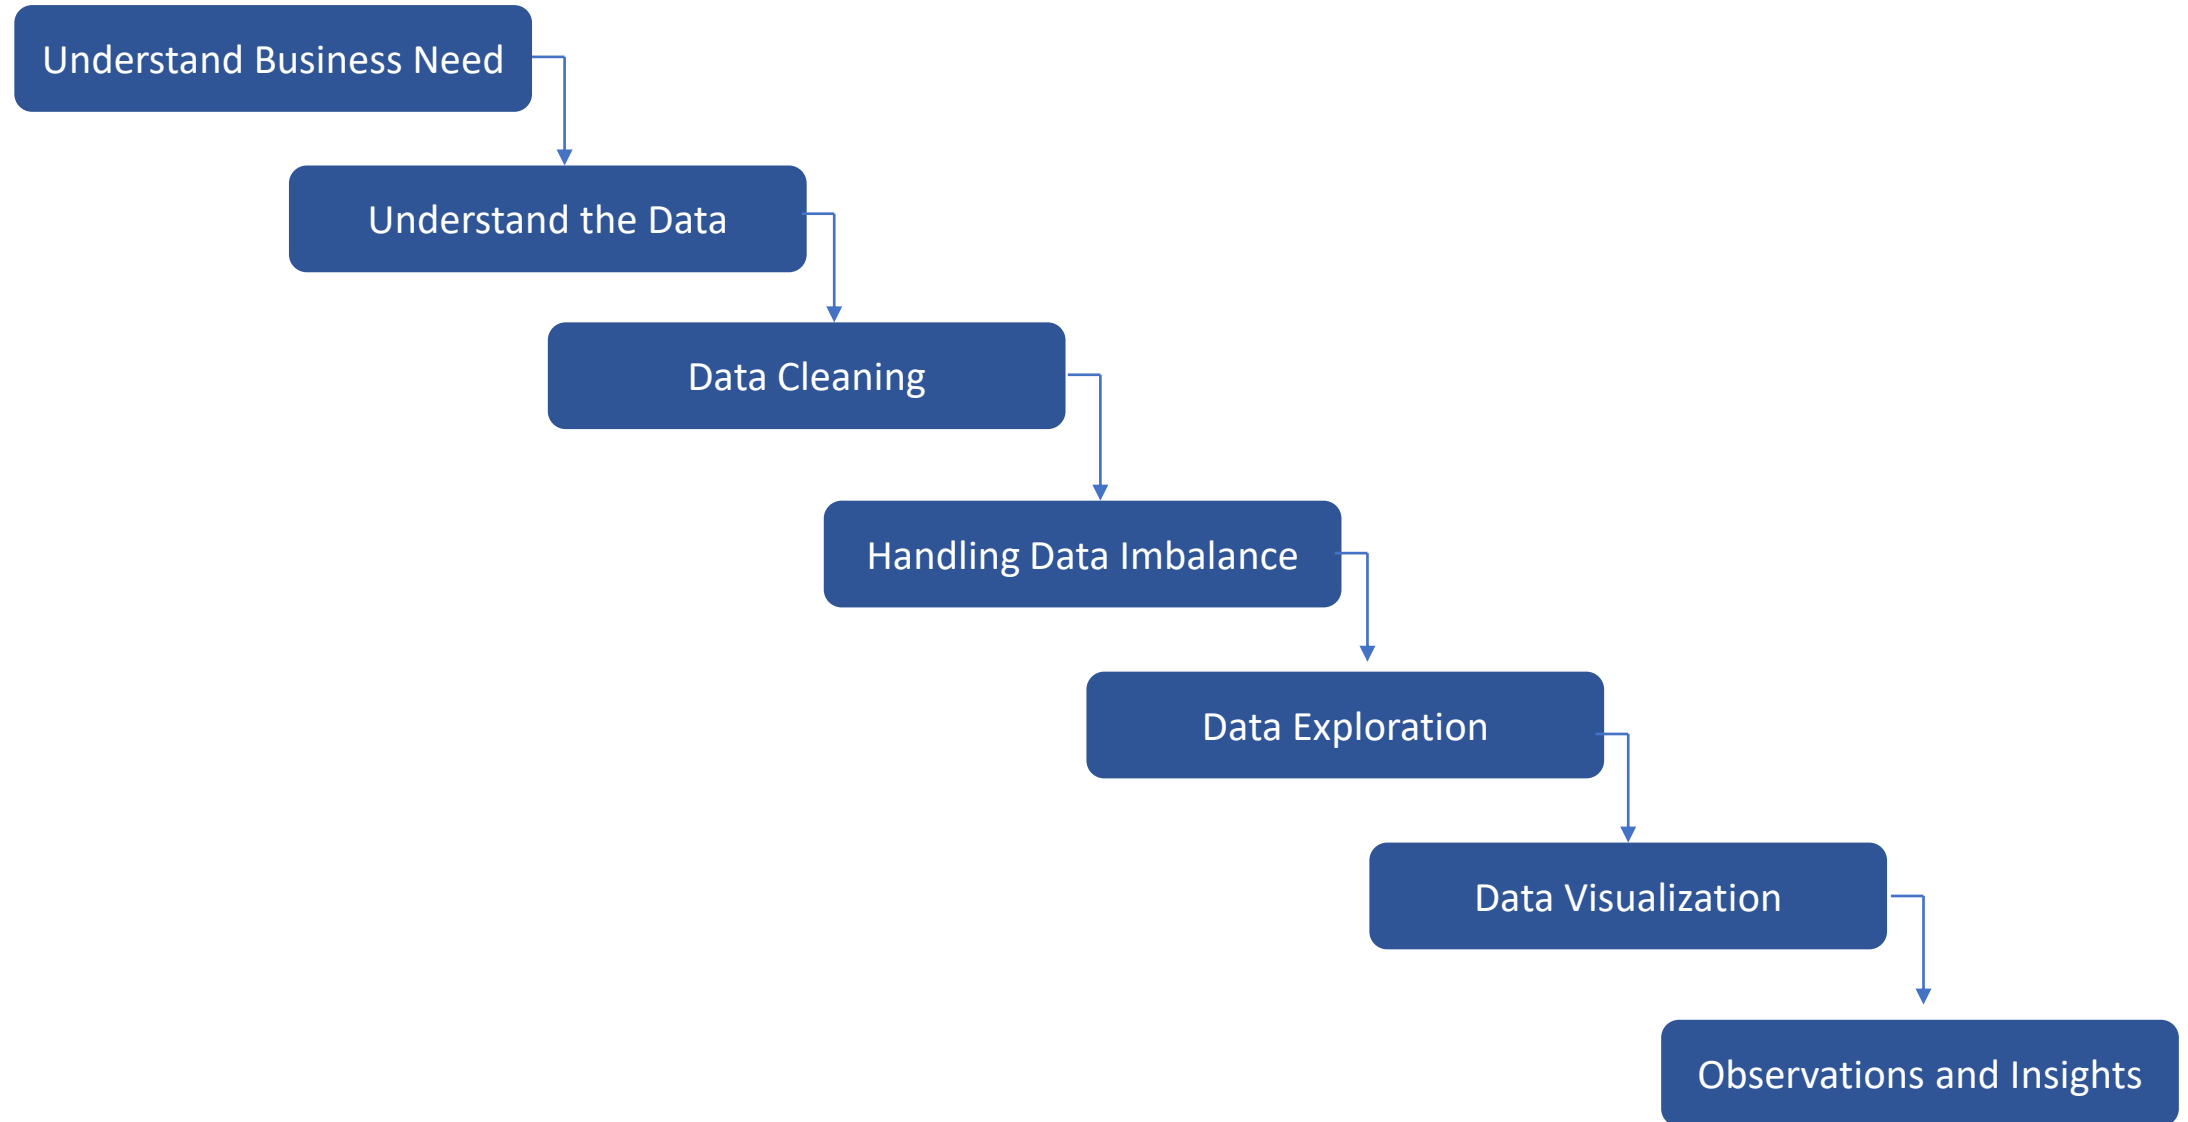 Understand Business Need
Understand the Data
Data Cleaning
Handling Data Imbalance
Data Exploration
Data Visualization
Observations and Insights